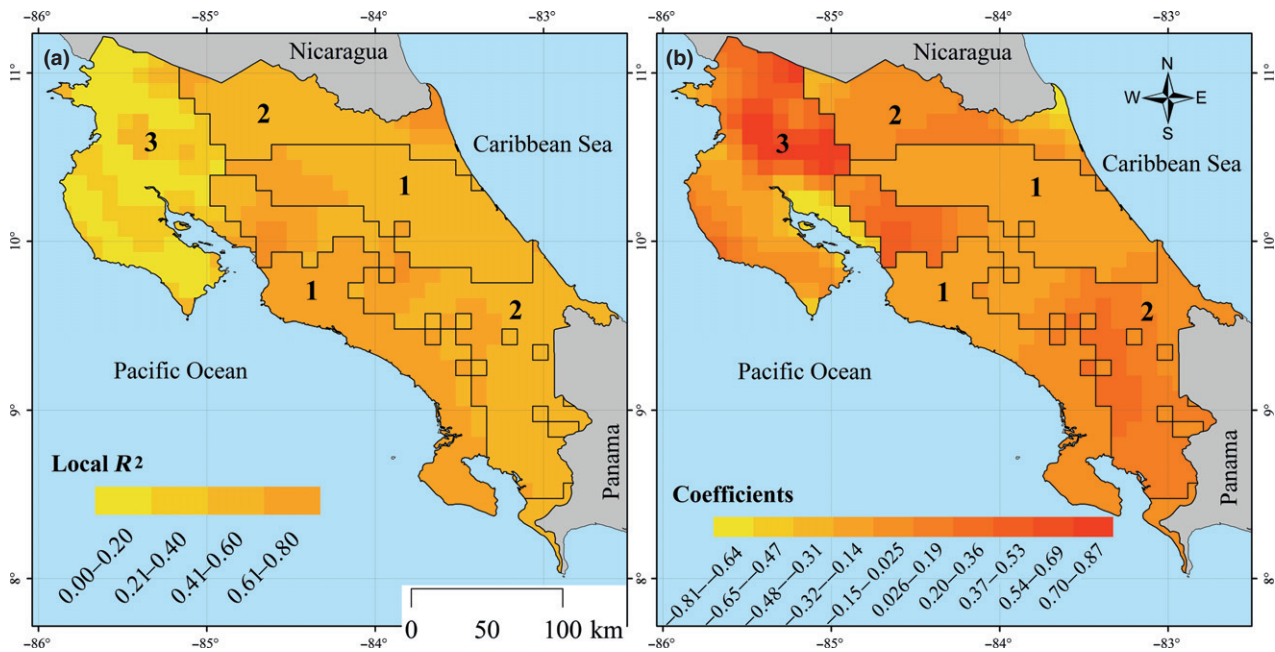 −86° −85° −84° −83° −86° −85° −84° −83°
(a) Nicaragua (b) Nicaragua
11° 11°
N
W E
S
2 2
3 3
Caribbean Sea Caribbean Sea
1 1
10° 10°
1 1
2 2
Pacific Ocean Pacific Ocean
9° 9°
Local R²
Panama Panama
Coefficients
0.00–0.20
0.21–0.40
0.41–0.60
0.61–0.80
−0.81–−0.64
−0.65–−0.47
−0.48–−0.31
−0.32–−0.14
−0.15–−0.025
0.026–0.19
0.20–0.36
0.37–0.53
0.54–0.69
0.70–0.87
8° 8°
0 50 100 km
−86° −85° −84° −86° −85° −84° −83°